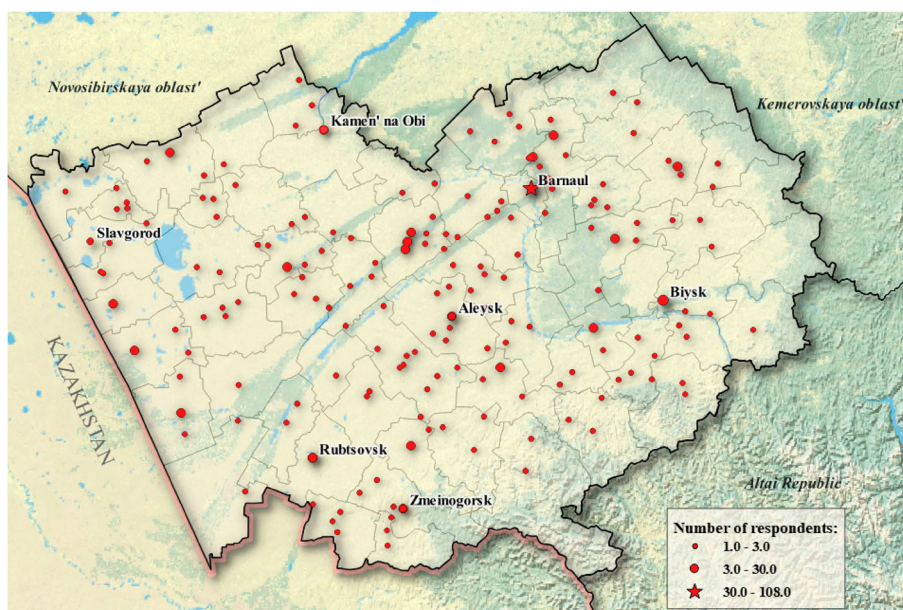 Novosibirskaya oblast'
Kemerovskaya oblast'
Kamen' na Obi
Barnaul
Slavgorod
Biysk
Aleysk
KAZAKHSTAN
Rubtsovsk
Altai Republic
Zmeinogorsk
Number of respondents:
1.0 - 3.0
3.0 - 30.0
30.0 - 108.0